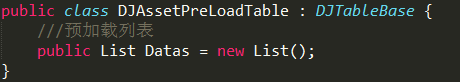 public class DJAssetPreLoadTable : DJTableBase {
///预加载列表
public List Datas = new List();
}